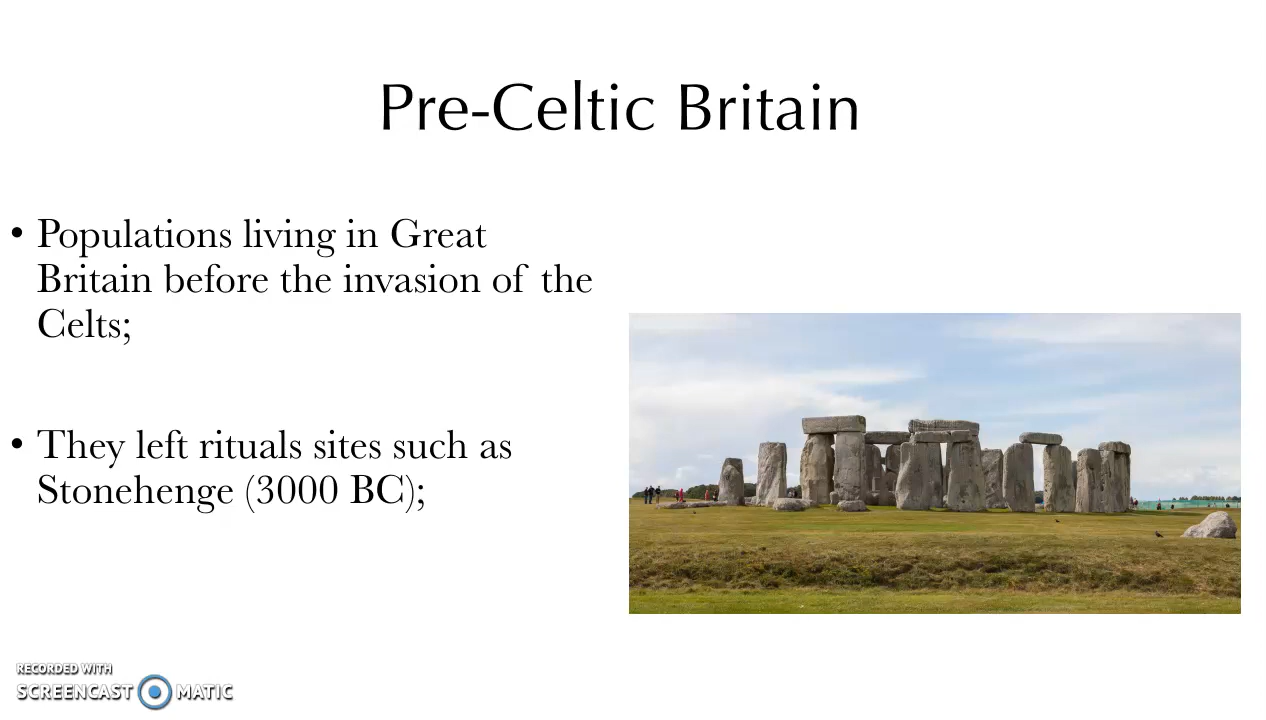 Pre-Celtic Britain
• Populations living in Great
Britain before the invasion of the
Celts;
• They left rituals sites such as
Stonehenge (3000 BC);
RECORDED WITH
SCREENCAST MATIC